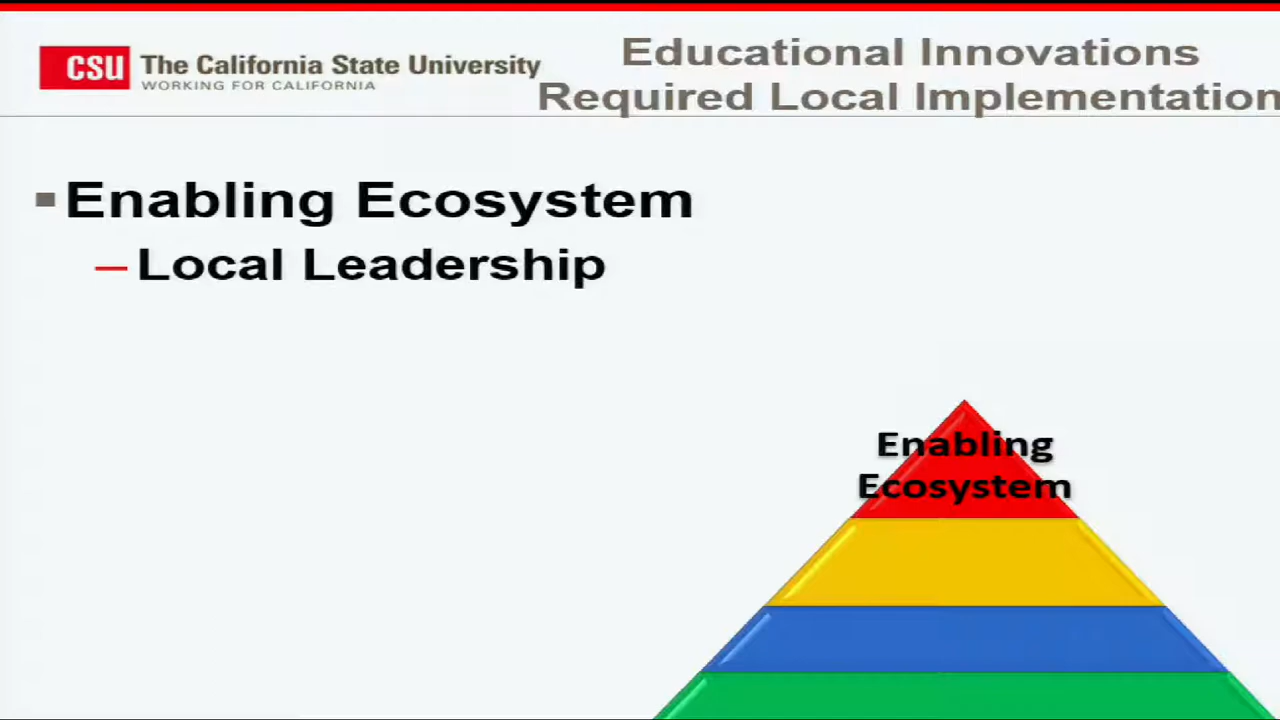 CSU The California State University
WORKING FOR CALIFORNIA
Educational Innovations
Required Local Implementation
Enabling Ecosystem
– Local Leadership
Enabling
Ecosystem